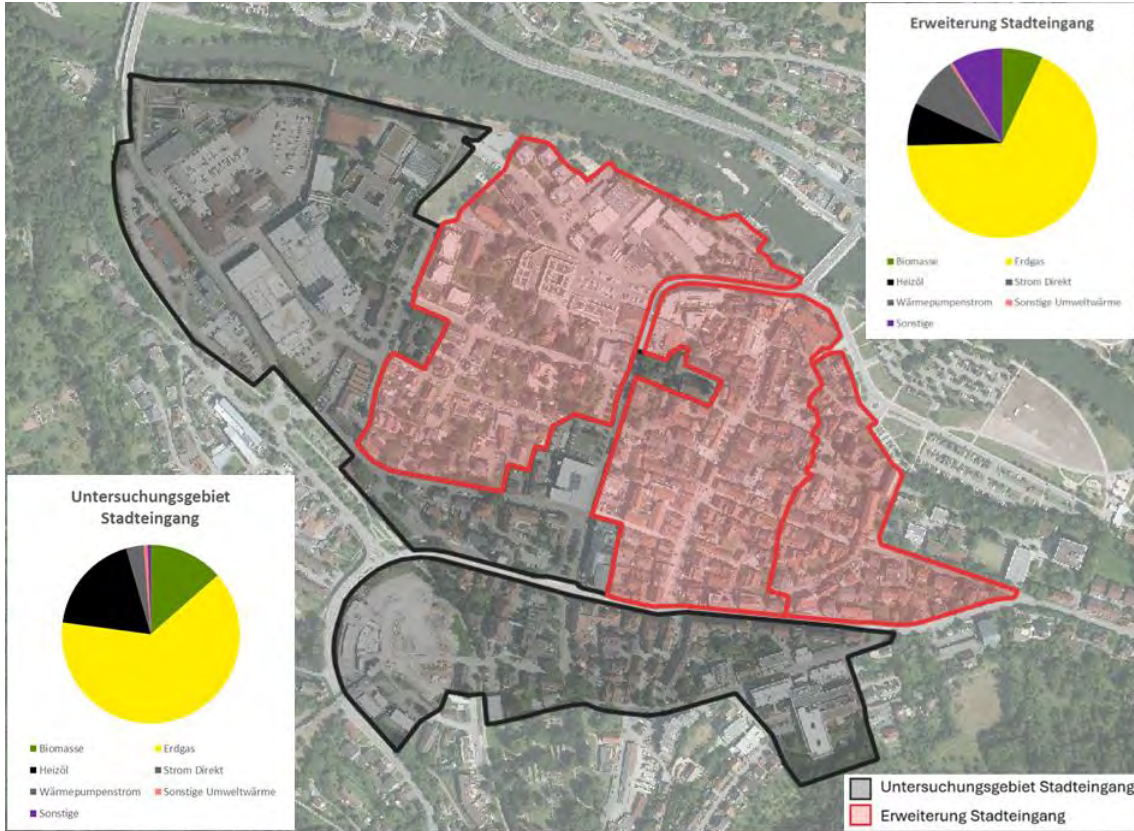 Erweiterung Stadteingang
Biomasse
Erdgas
Heizöl
Strom Direkt
Wärmepumpenstrom
Sonstige Umweltwärme
Sonstige
Untersuchungsgebiet
Stadteingang
Biomasse
Erdgas
Heizöl
Strom Direkt
Wärmepumpenstrom
Sonstige Umweltwärme
Sonstige
Untersuchungsgebiet Stadteingang
Erweiterung Stadteingang